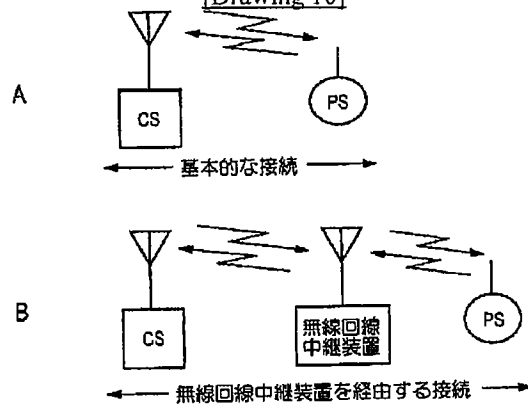 [Drawing 10]
A
CS
PS
基本的な接続
B
CS
無線回線
中継装置
PS
無線回線中継装置を経由する接続